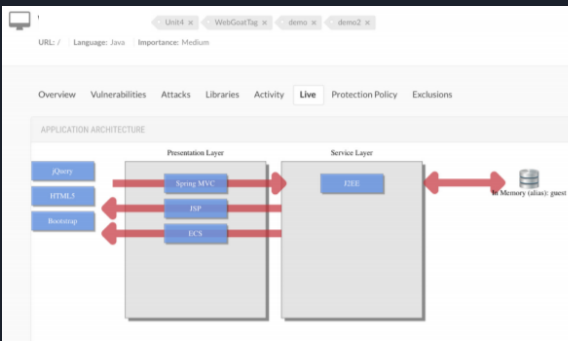 Unit4 × WebGoatTag × demo × demo2 ×
URL: / Language: Java Importance: Medium
Overview Vulnerabilities Attacks Libraries Activity Live Protection Policy Exclusions
APPLICATION ARCHITECTURE
Presentation Layer Service Layer
jQuery
Spring MVC
J2EE
HTML5
In Memory (alias): guest
JSP
Bootstrap
ECS